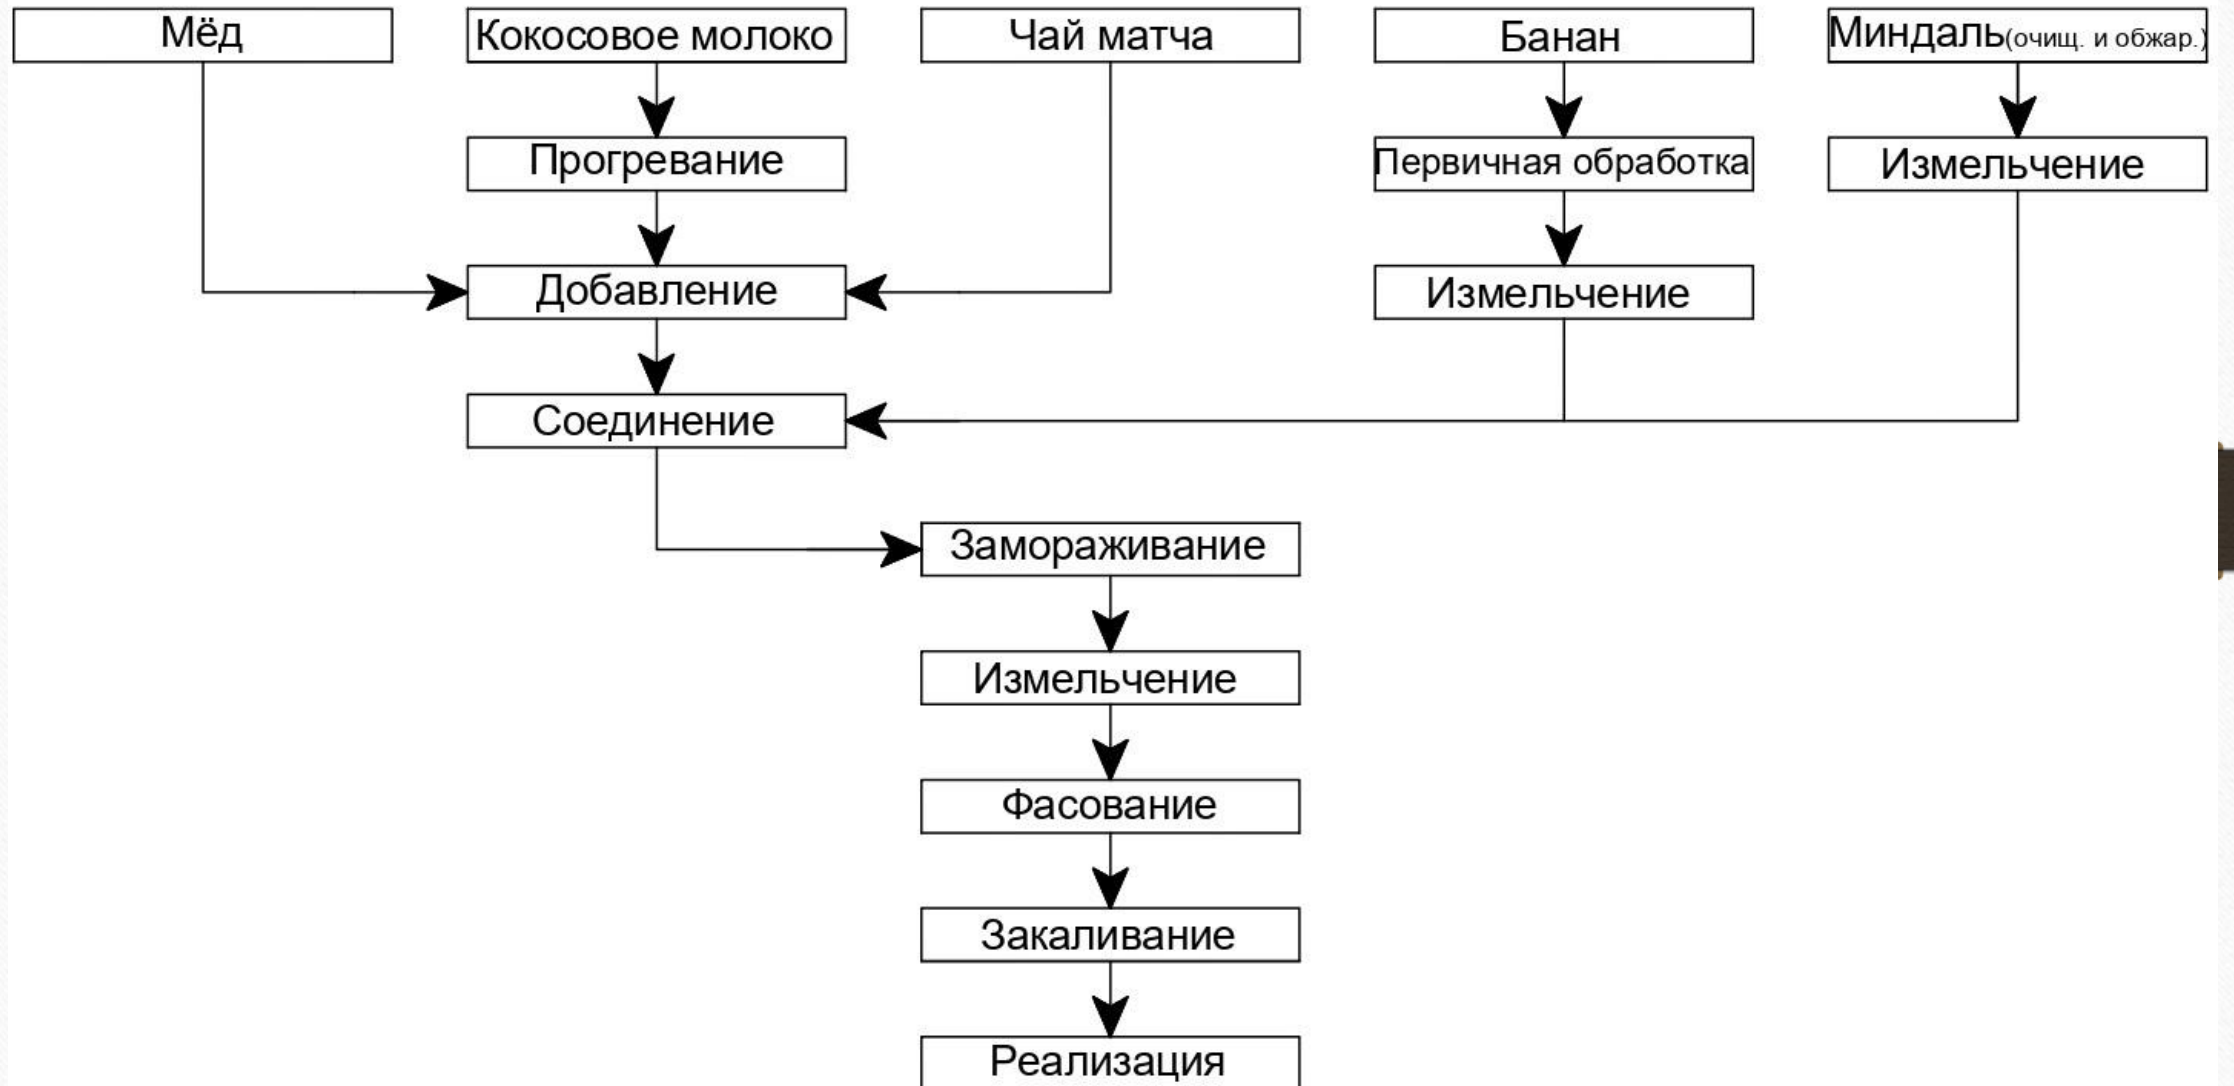 Мёд
Кокосовое молоко
Чай матча
Банан
Миндаль(очищ. и обжар.)
Прогревание
Первичная обработка
Измельчение
Добавление
Измельчение
Соединение
Замораживание
Измельчение
Фасование
Закаливание
Реализация